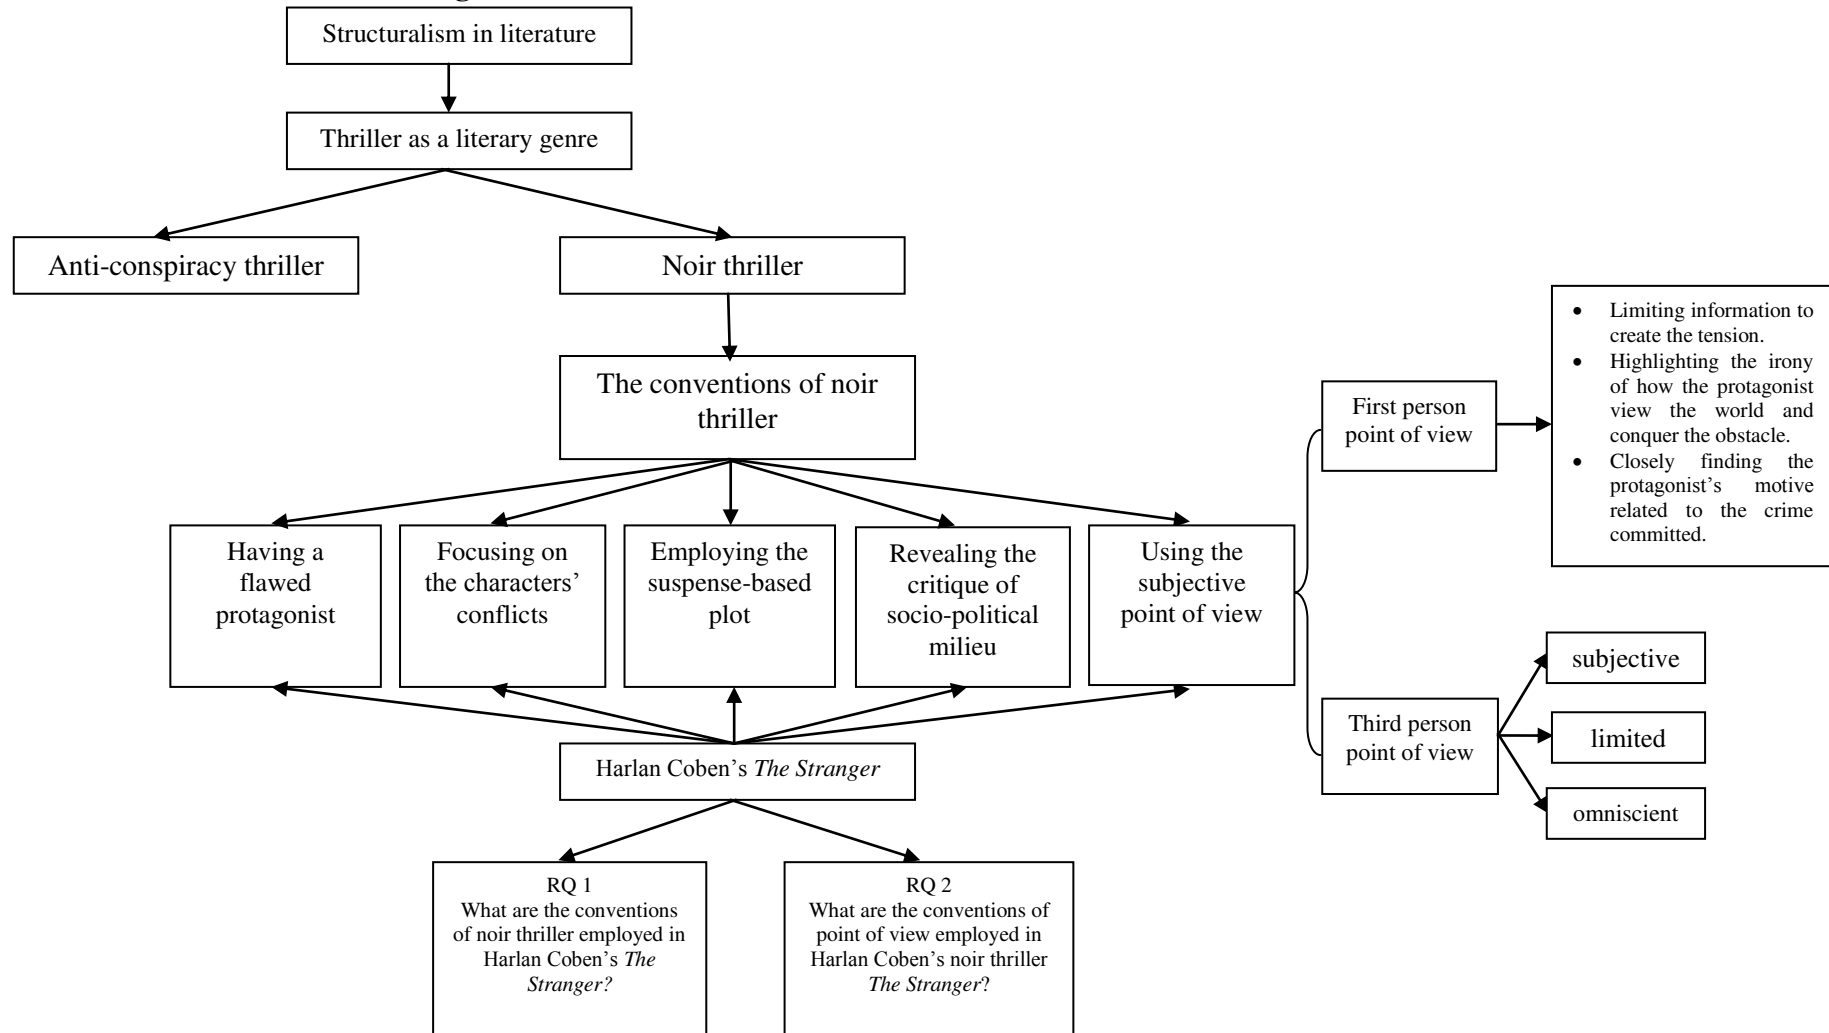 Structuralism in literature
Thriller as a literary genre
Anti-conspiracy thriller
Noir thriller
The conventions of noir
thriller
Having a
flawed
protagonist
Focusing on
the characters’
conflicts
Employing the
suspense-based
plot
Revealing the
critique of
socio-political
milieu
Using the
subjective
point of view
First person
point of view
• Limiting information to
create the tension.
• Highlighting the irony
of how the protagonist
view the world and
conquer the obstacle.
• Closely finding the
protagonist’s motive
related to the crime
committed.
Third person
point of view
subjective
limited
omniscient
Harlan Coben’s The Stranger
RQ 1
What are the conventions
of noir thriller employed in
Harlan Coben’s The
Stranger?
RQ 2
What are the conventions of
point of view employed in
Harlan Coben’s noir thriller
The Stranger?